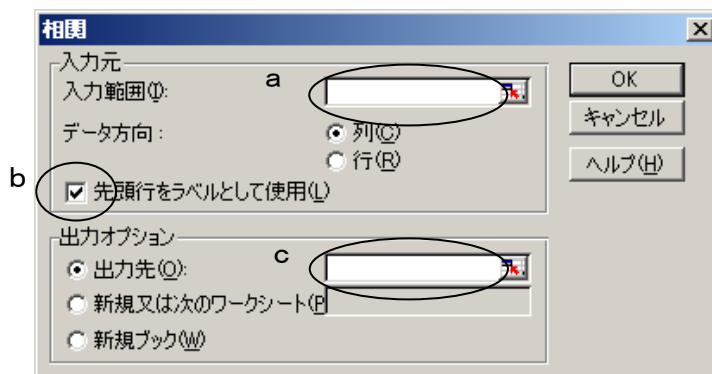 相関
入力元
入力範囲(I):
a
データ方向:
列(C)
行(R)
b
先頭行をラベルとして使用(L)
出力オプション
出力先(O):
c
新規又は次のワークシート(P
新規ブック(W)
OK
キャンセル
ヘルプ(H)